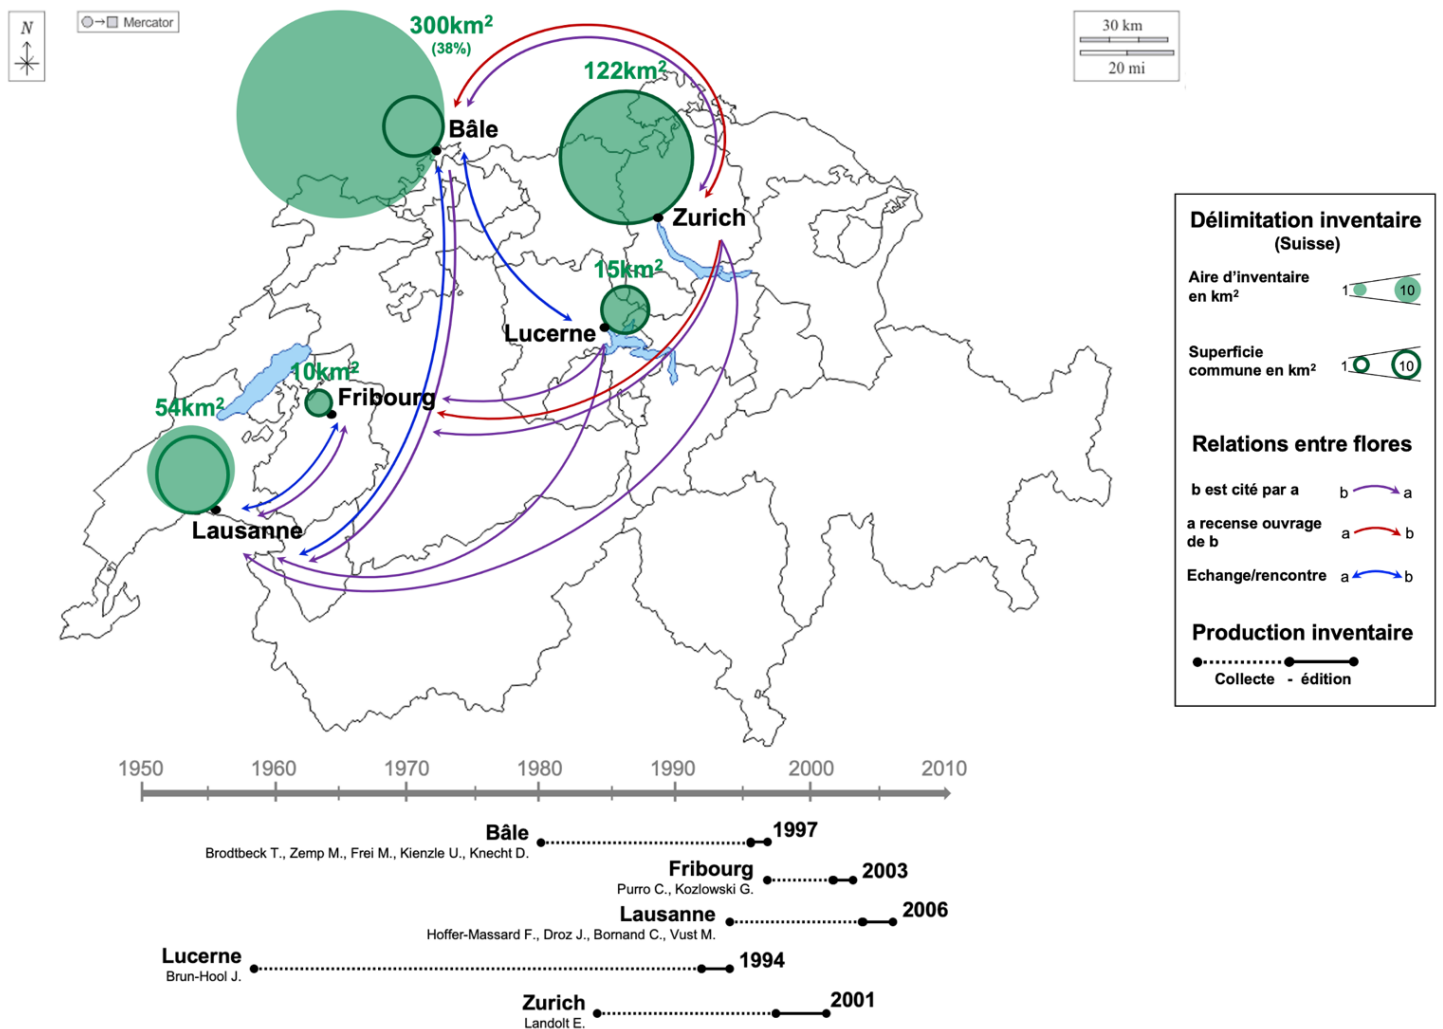 N
Mercator
30 km
20 mi
300km²
(38%)
122km²
Bâle
Zurich
15km²
Lucerne
10km²
Fribourg
54km²
Lausanne
Délimitation inventaire
(Suisse)
Aire d'inventaire
en km²
1 10
Superficie
commune en km²
1 10
Relations entre flores
b est cité par a
b a
a recense ouvrage
de b
a b
Echange/rencontre
a b
Production inventaire
Collecte - édition
1950 1960 1970 1980 1990 2000 2010
Bâle 1997
Brodtbeck T., Zemp M., Frei M., Kienzle U., Knecht D.
Fribourg 2003
Purro C., Kozlowski G.
Lausanne 2006
Hoffer-Massard F., Droz J., Bornand C., Vust M.
Lucerne 1994
Brun-Hool J.
Zurich 2001
Landolt E.